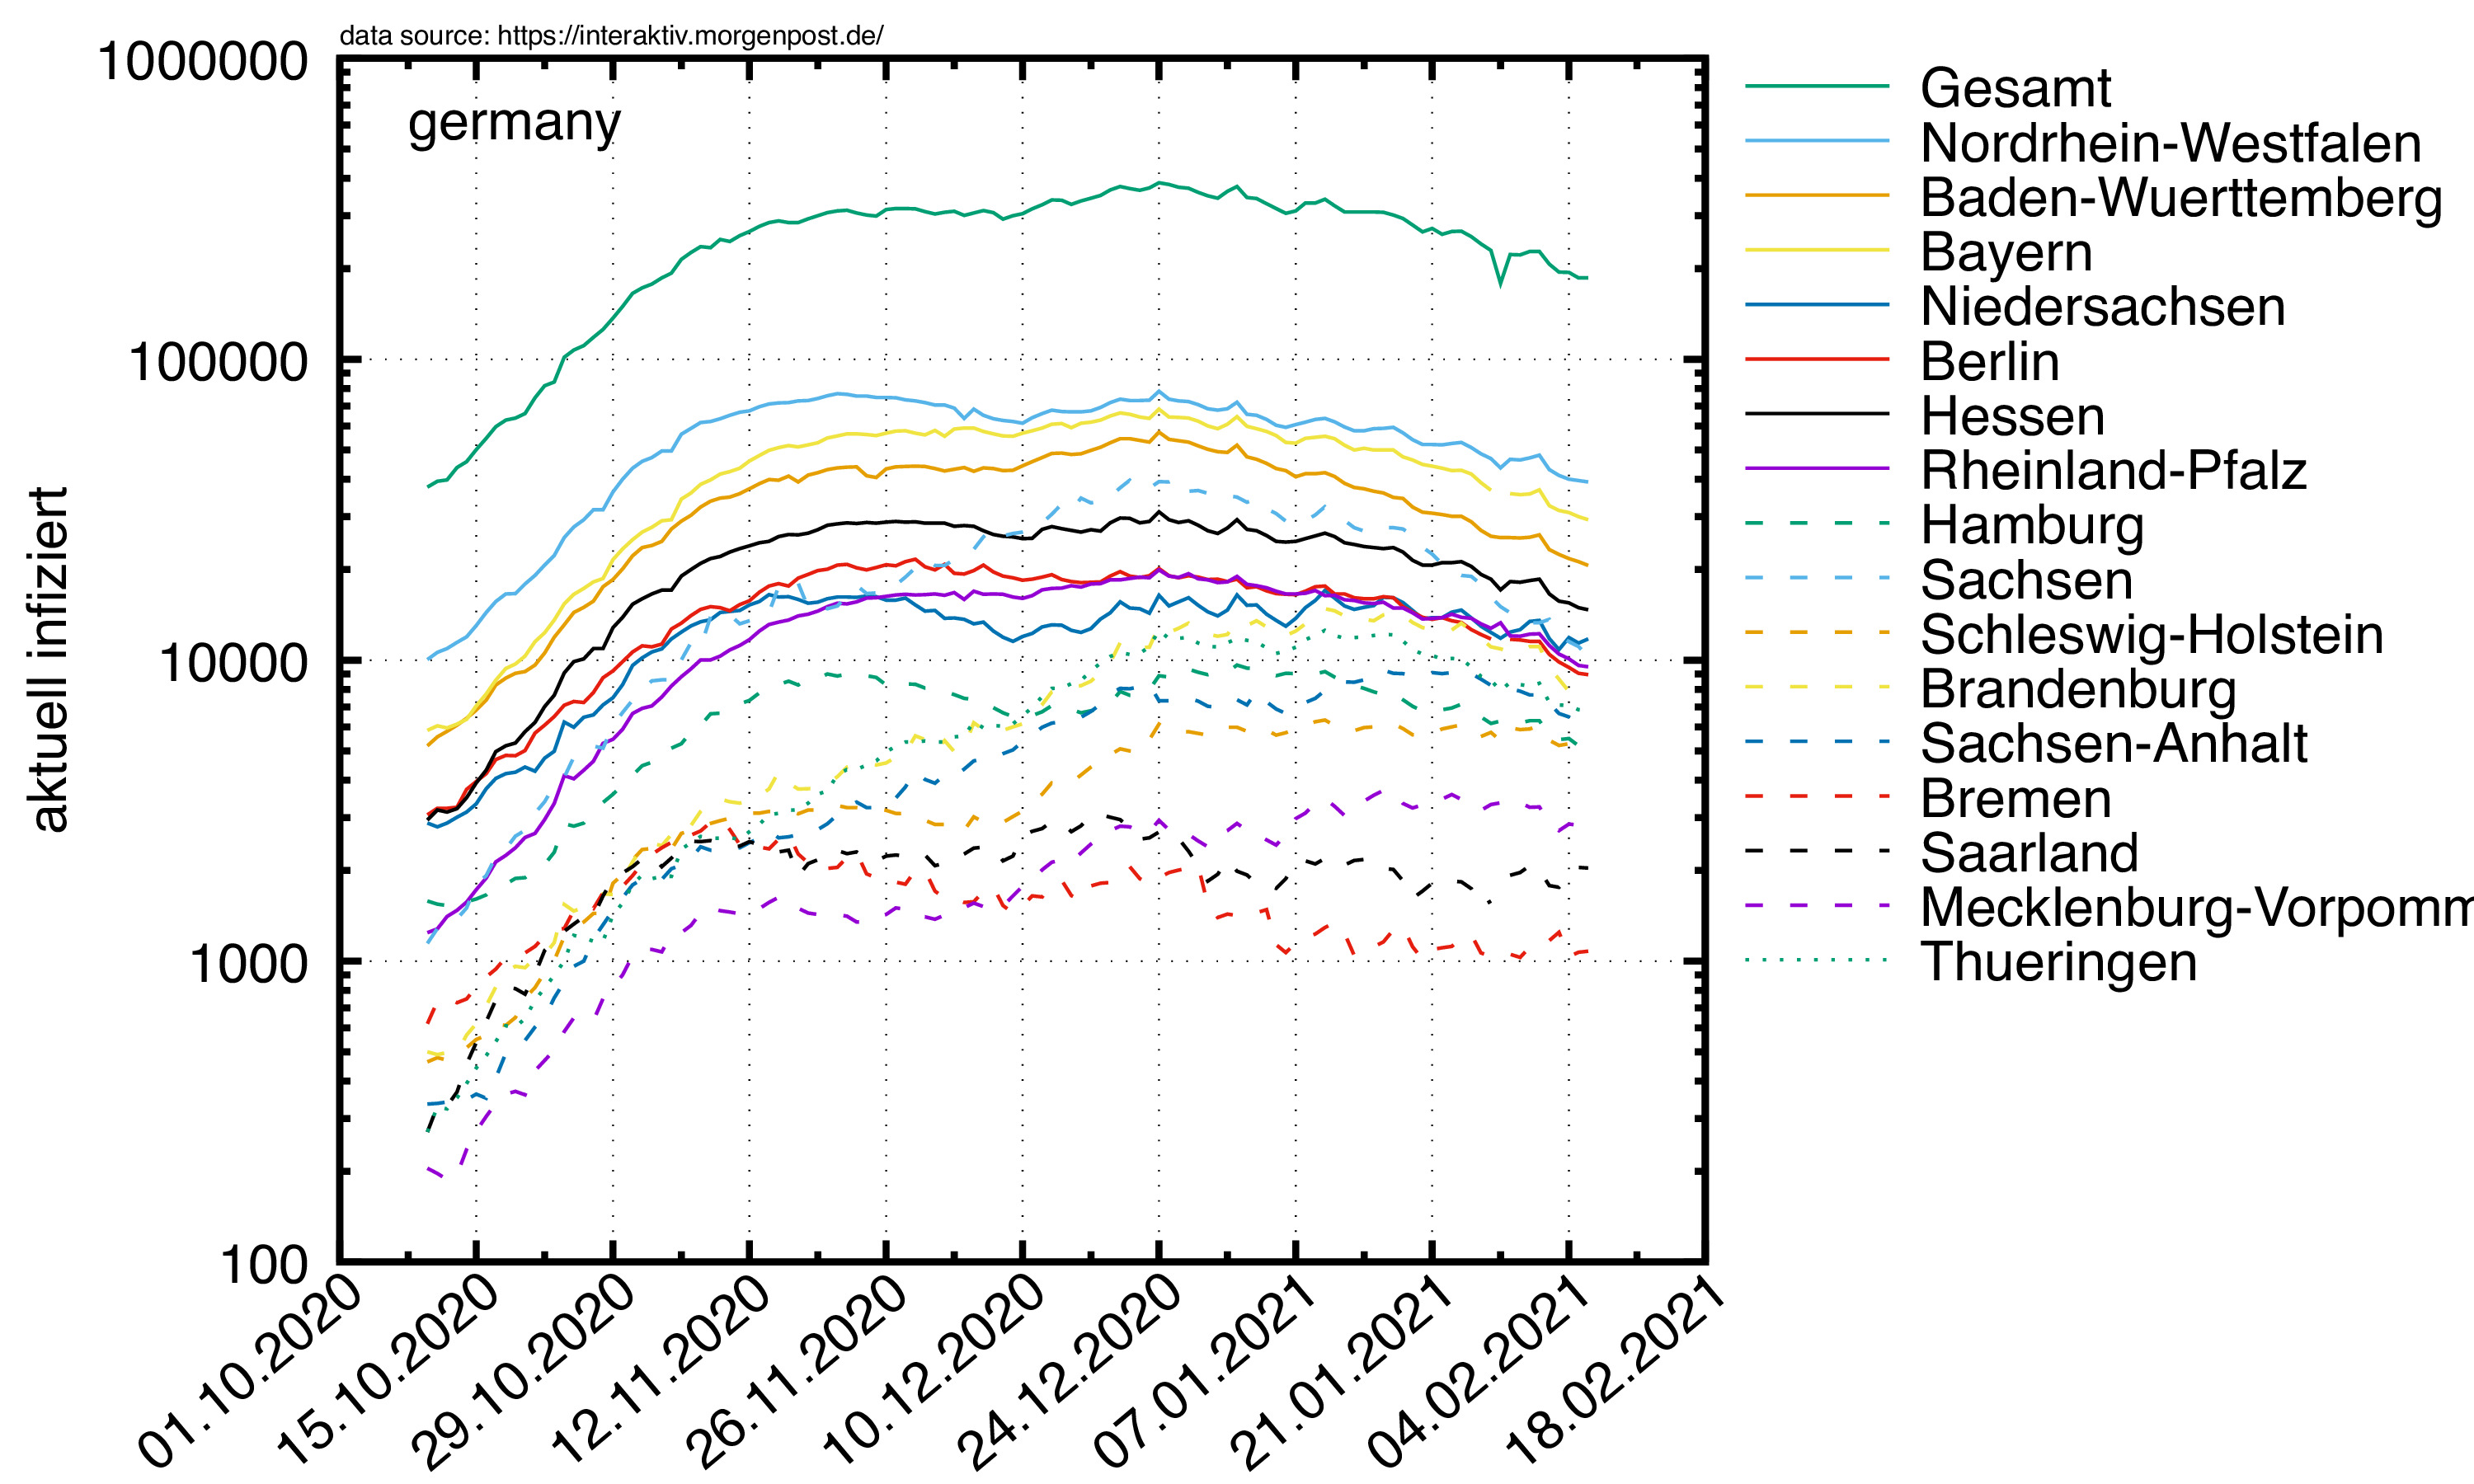 data source: https://interaktiv.morgenpost.de/
germany
aktuell infiziert
1000000
100000
10000
1000
100
01.10.2020
15.10.2020
29.10.2020
12.11.2020
26.11.2020
10.12.2020
24.12.2020
07.01.2021
21.01.2021
04.02.2021
18.02.2021
Gesamt
Nordrhein-Westfalen
Baden-Wuerttemberg
Bayern
Niedersachsen
Berlin
Hessen
Rheinland-Pfalz
Hamburg
Sachsen
Schleswig-Holstein
Brandenburg
Sachsen-Anhalt
Bremen
Saarland
Mecklenburg-Vorpomm
Thueringen